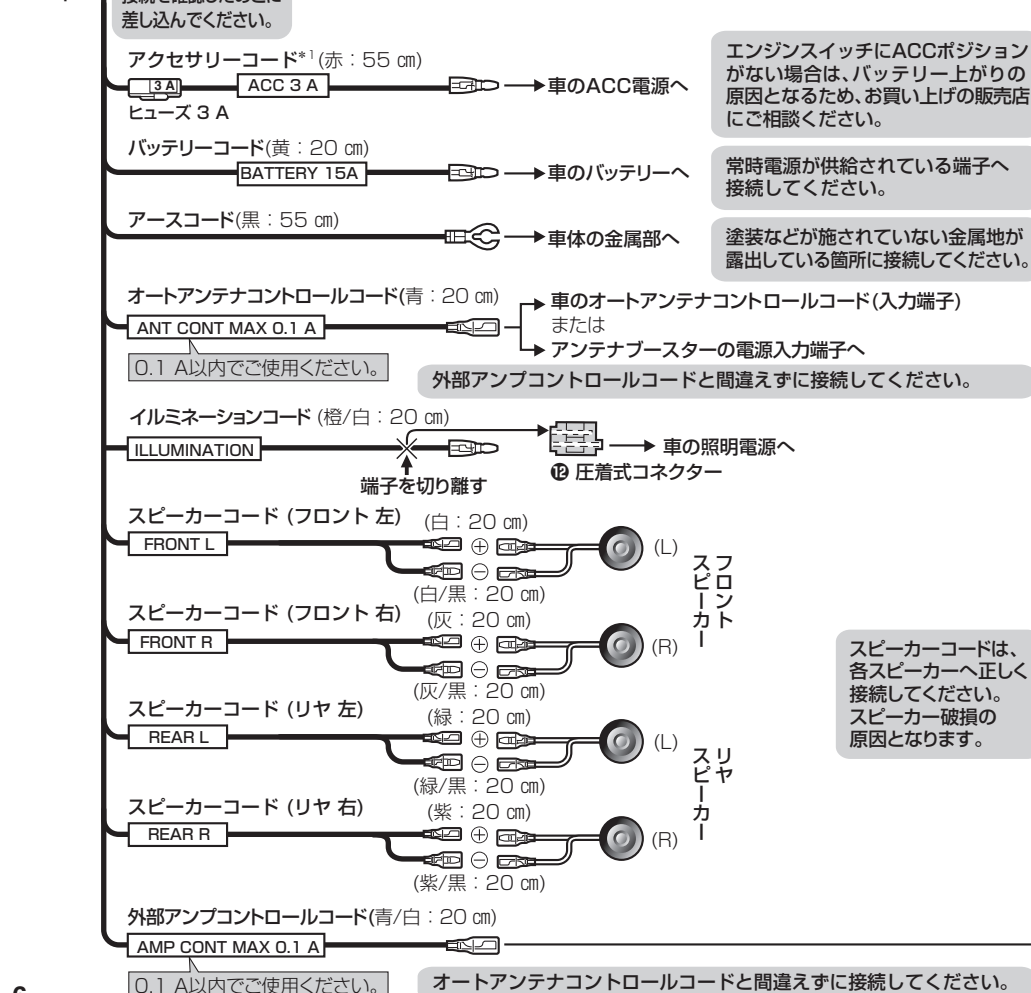 差し込んでください。
アクセサリーコード*1(赤：55 ㎝)
3 A
ACC 3 A
車のACC電源へ
ヒューズ 3 A
エンジンスイッチにACCポジション
がない場合は、バッテリー上がりの
原因となるため、お買い上げの販売店
にご相談ください。
バッテリーコード(黄：20 ㎝)
BATTERY 15A
車のバッテリーへ
常時電源が供給されている端子へ
接続してください。
アースコード(黒：55 ㎝)
車体の金属部へ
塗装などが施されていない金属地が
露出している箇所に接続してください。
オートアンテナコントロールコード(青：20 ㎝)
ANT CONT MAX 0.1 A
0.1 A以内でご使用ください。
車のオートアンテナコントロールコード(入力端子)
または
アンテナブースターの電源入力端子へ
外部アンプコントロールコードと間違えずに接続してください。
イルミネーションコード (橙/白：20 ㎝)
ILLUMINATION
端子を切り離す
車の照明電源へ
⓬ 圧着式コネクター
スピーカーコード (フロント 左)
FRONT L
(白：20 ㎝)
⊕
⊖
(白/黒：20 ㎝)
(L)
スピーカーコード (フロント 右)
FRONT R
(灰：20 ㎝)
⊕
⊖
(灰/黒：20 ㎝)
(R)
フロント
スピーカー
スピーカーコード (リヤ 左)
REAR L
(緑：20 ㎝)
⊕
⊖
(緑/黒：20 ㎝)
(L)
スピーカーコード (リヤ 右)
REAR R
(紫：20 ㎝)
⊕
⊖
(紫/黒：20 ㎝)
(R)
リヤ
スピーカー
スピーカーコードは、
各スピーカーへ正しく
接続してください。
スピーカー破損の
原因となります。
外部アンプコントロールコード(青/白：20 ㎝)
AMP CONT MAX 0.1 A
0.1 A以内でご使用ください。
オートアンテナコントロールコードと間違えずに接続してください。